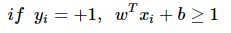 if y_i = +1, w^T x_i + b ≥ 1